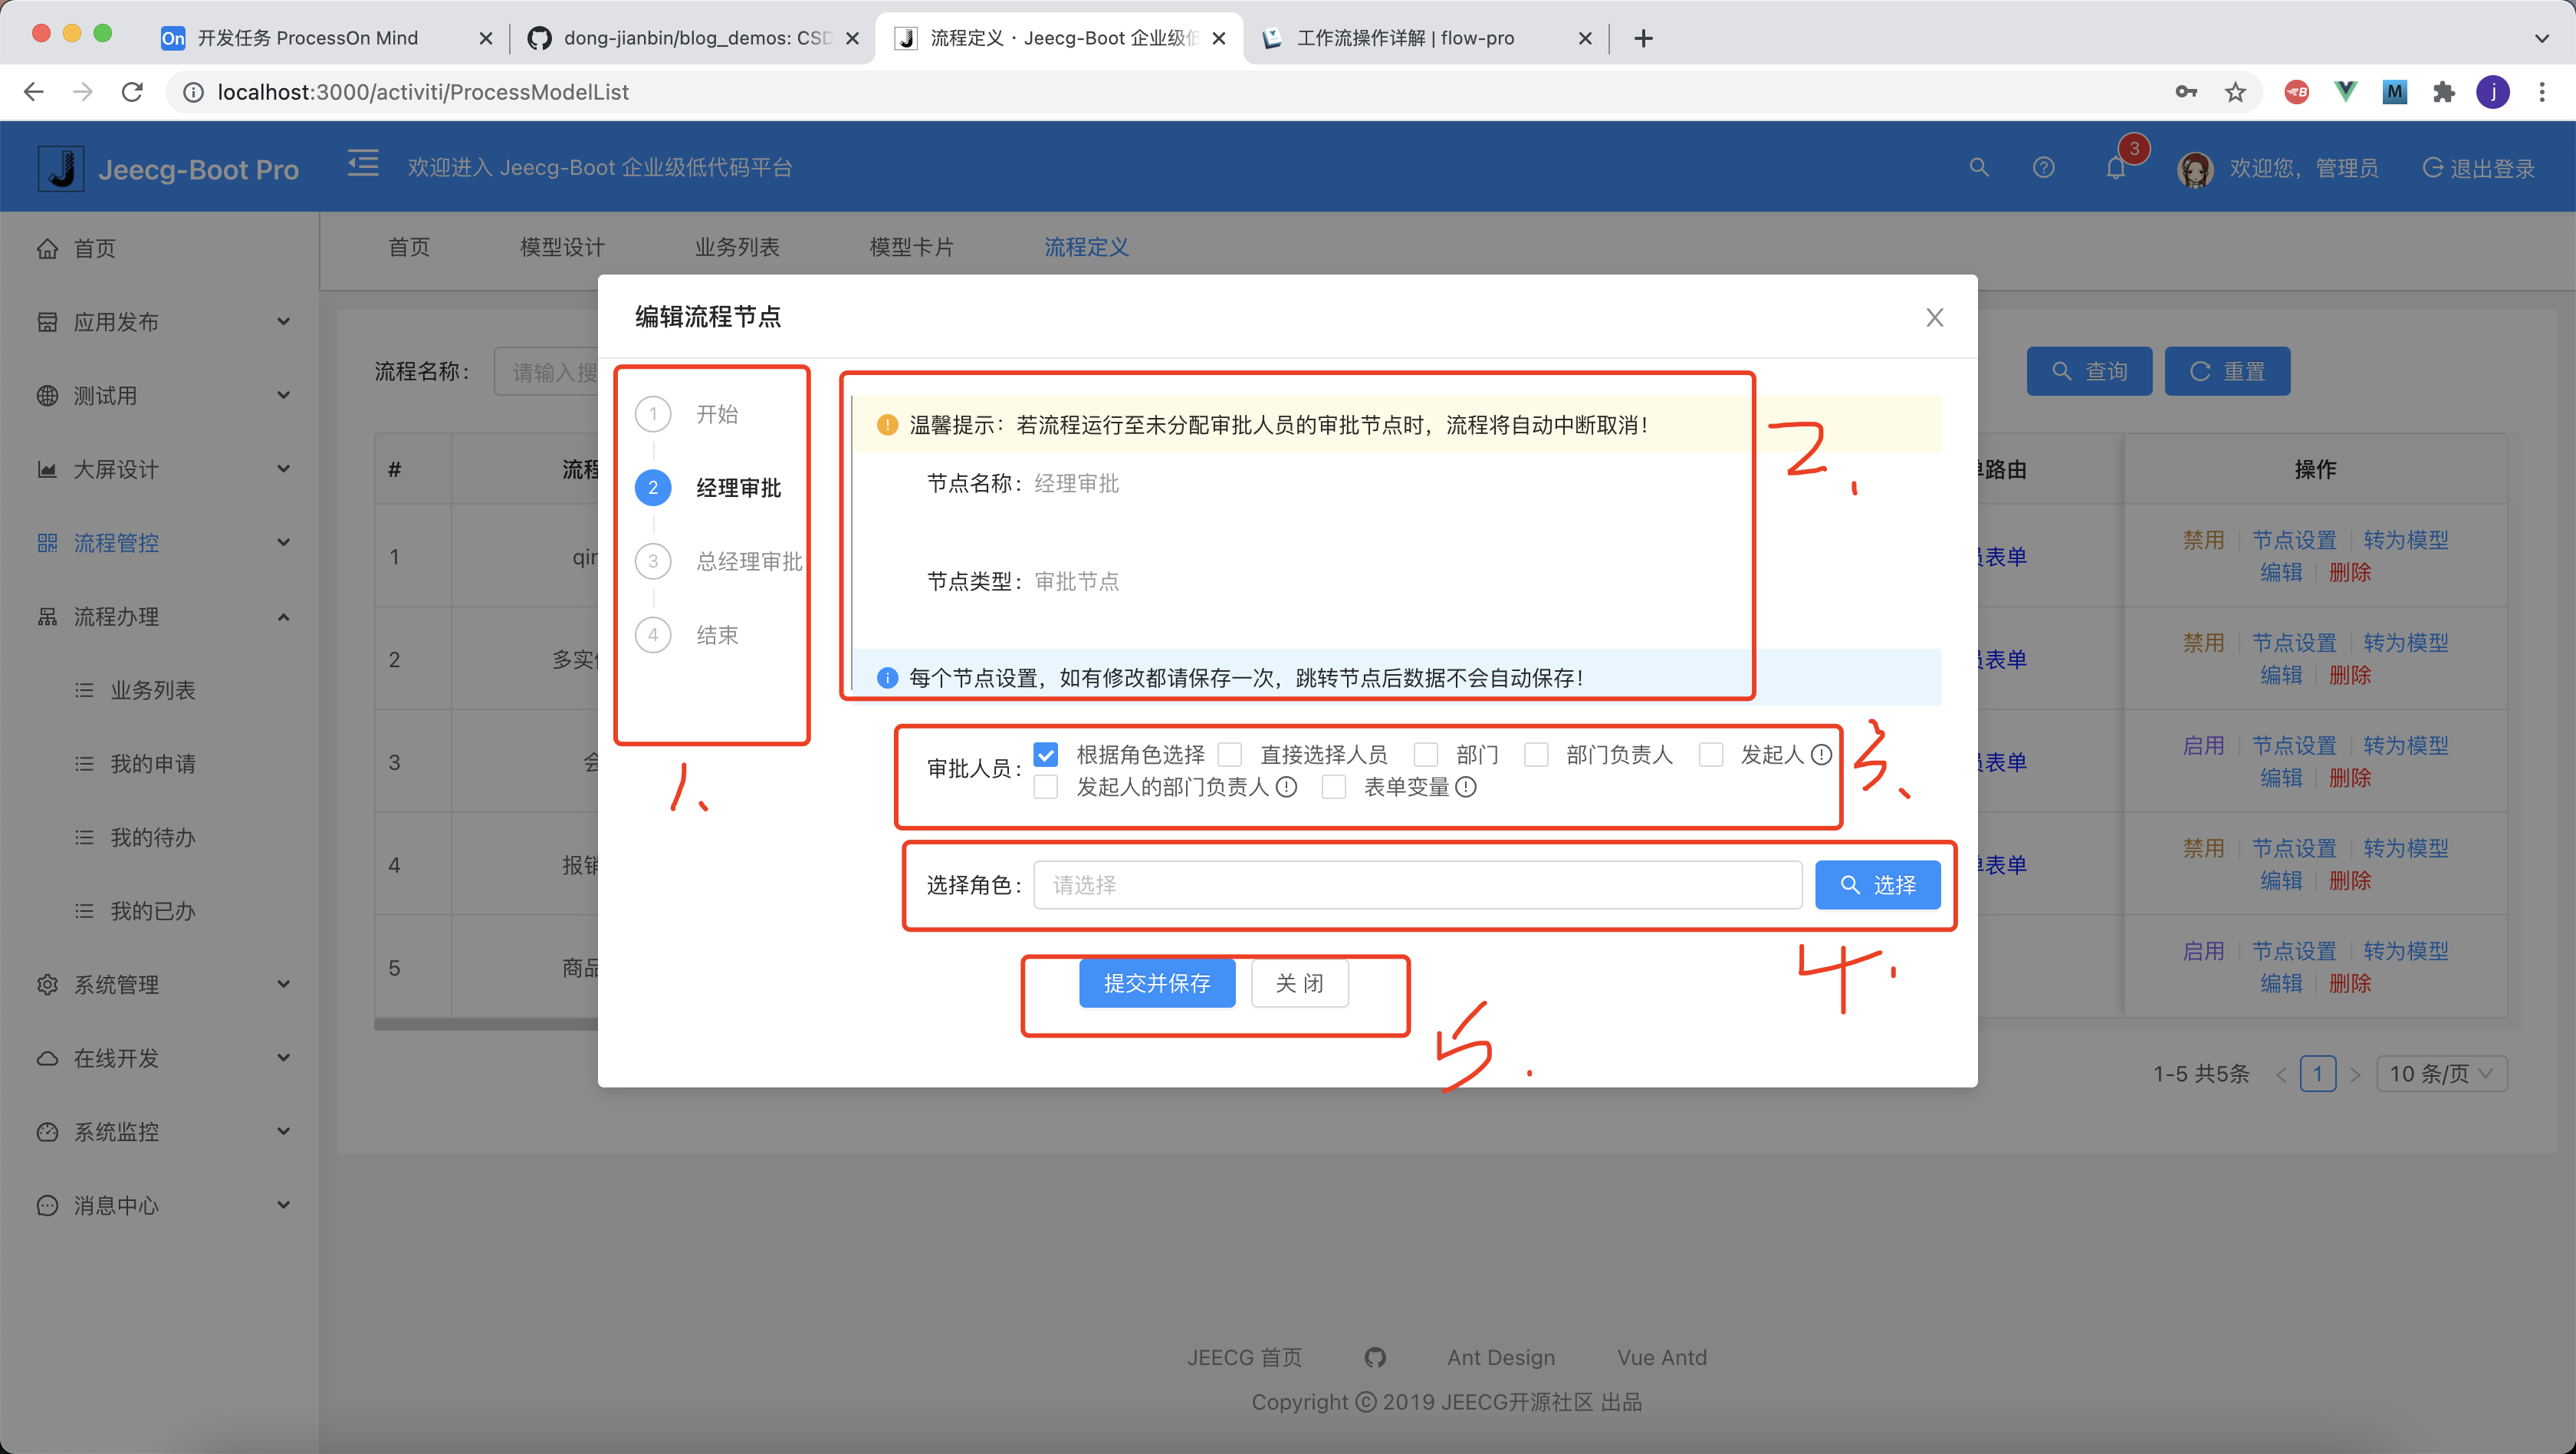 On 开发任务 ProcessOn Mind
dong-jianbin/blog_demos: CSD
流程定义 · Jeecg-Boot 企业级低
工作流操作详解 | flow-pro
localhost:3000/activiti/ProcessModelList
M
j
Jeecg-Boot Pro
欢迎进入 Jeecg-Boot 企业级低代码平台
3
欢迎您，管理员
退出登录
首页
应用发布
测试用
大屏设计
流程管控
流程办理
业务列表
我的申请
我的待办
我的已办
系统管理
在线开发
系统监控
消息中心
首页 模型设计 业务列表 模型卡片 流程定义
流程名称：
请输入搜
查询 重置
# 流程 单路由 操作
1 qin 表单 禁用 节点设置 转为模型
编辑 删除
2 多实 表单 禁用 节点设置 转为模型
编辑 删除
3 会 表单 启用 节点设置 转为模型
编辑 删除
4 报销 表单 禁用 节点设置 转为模型
编辑 删除
5 商品 启用 节点设置 转为模型
编辑 删除
1-5 共5条 < 1 > 10 条/页
编辑流程节点
1 开始
2 经理审批
3 总经理审批
4 结束
1、
温馨提示：若流程运行至未分配审批人员的审批节点时，流程将自动中断取消！
节点名称：经理审批
节点类型：审批节点
每个节点设置，如有修改都请保存一次，跳转节点后数据不会自动保存！
2、
审批人员： 根据角色选择 直接选择人员 部门 部门负责人 发起人
发起人的部门负责人 表单变量
3、
选择角色： 请选择 选择
4.
提交并保存 关 闭
5.
JEECG 首页 Ant Design Vue Antd
Copyright © 2019 JEECG开源社区 出品